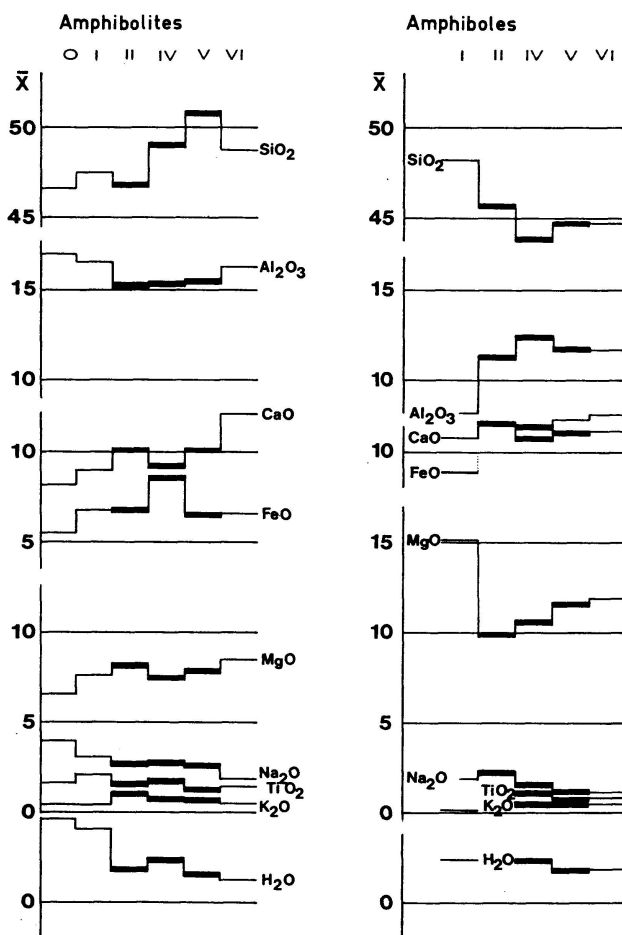 Amphibolites Amphiboles
O I II IV V VI I II IV V VI
X̄ X̄
50 50
SiO₂ SiO₂
45 45
Al₂O₃
15 15
10 10
CaO Al₂O₃
10 CaO 10
FeO FeO
5
MgO 15
10 10
MgO
5 5
Na₂O Na₂O
TiO₂ TiO₂
0 K₂O K₂O 0
H₂O H₂O
0 0